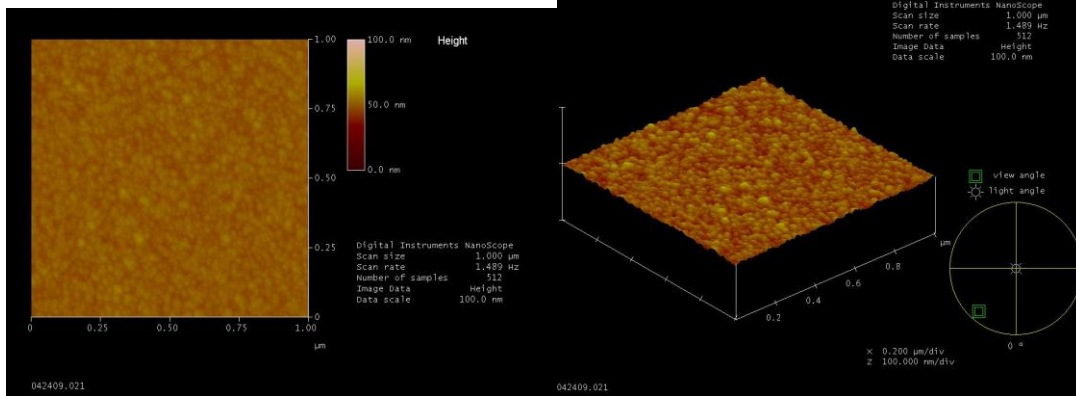 1.00
100.0 nm
Height
0.75
50.0 nm
0.50
0.0 nm
0.25
Digital Instruments NanoScope
Scan size 1.000 µm
Scan rate 1.489 Hz
Number of samples 512
Image Data Height
Data scale 100.0 nm
0
0 0.25 0.50 0.75 1.00
µm
042409.021
Digital Instruments NanoScope
Scan size 1.000 µm
Scan rate 1.489 Hz
Number of samples 512
Image Data Height
Data scale 100.0 nm
view angle
light angle
µm
0.8
0.6
0.4
0.2
X 0.200 µm/div
Z 100.000 nm/div
0 °
042409.021